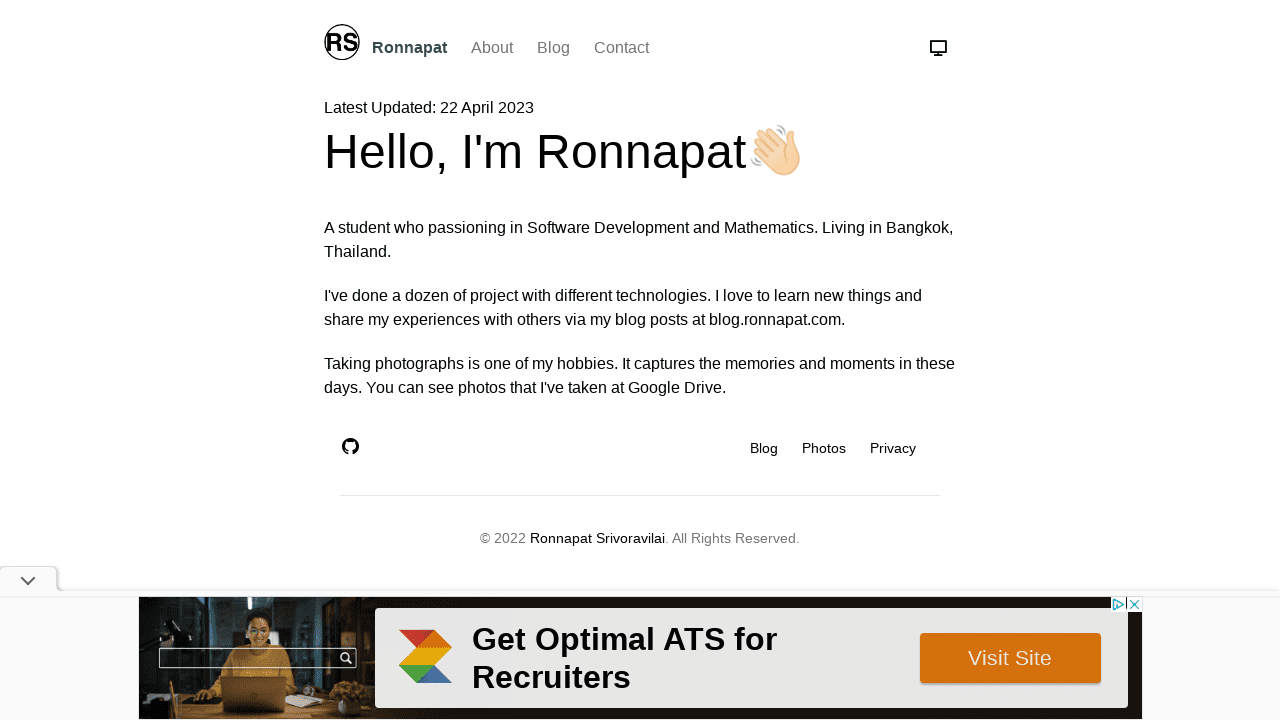 RS
Ronnapat About Blog Contact
Latest Updated: 22 April 2023
Hello, I'm Ronnapat👋🏻
A student who passioning in Software Development and Mathematics. Living in Bangkok,
Thailand.
I've done a dozen of project with different technologies. I love to learn new things and
share my experiences with others via my blog posts at blog.ronnapat.com.
Taking photographs is one of my hobbies. It captures the memories and moments in these
days. You can see photos that I've taken at Google Drive.
Blog Photos Privacy
© 2022 Ronnapat Srivoravilai. All Rights Reserved.
Get Optimal ATS for
Recruiters
Visit Site